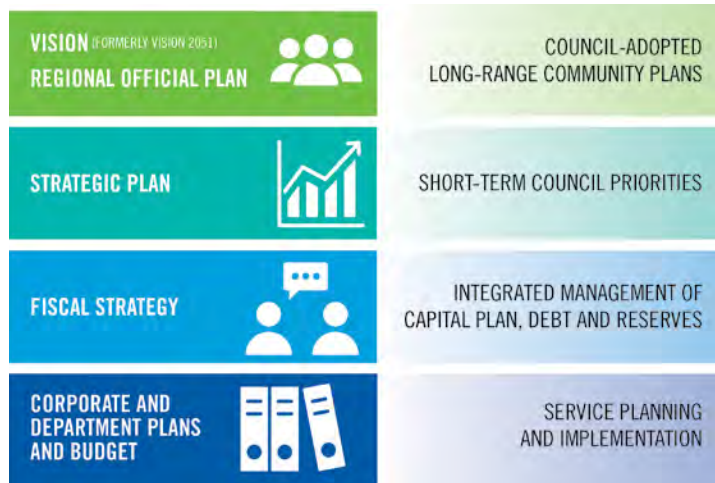 VISION (FORMERLY VISION 2051)
REGIONAL OFFICIAL PLAN
COUNCIL-ADOPTED
LONG-RANGE COMMUNITY PLANS
STRATEGIC PLAN
SHORT-TERM COUNCIL PRIORITIES
FISCAL STRATEGY
INTEGRATED MANAGEMENT OF
CAPITAL PLAN, DEBT AND RESERVES
CORPORATE AND
DEPARTMENT PLANS
AND BUDGET
SERVICE PLANNING
AND IMPLEMENTATION